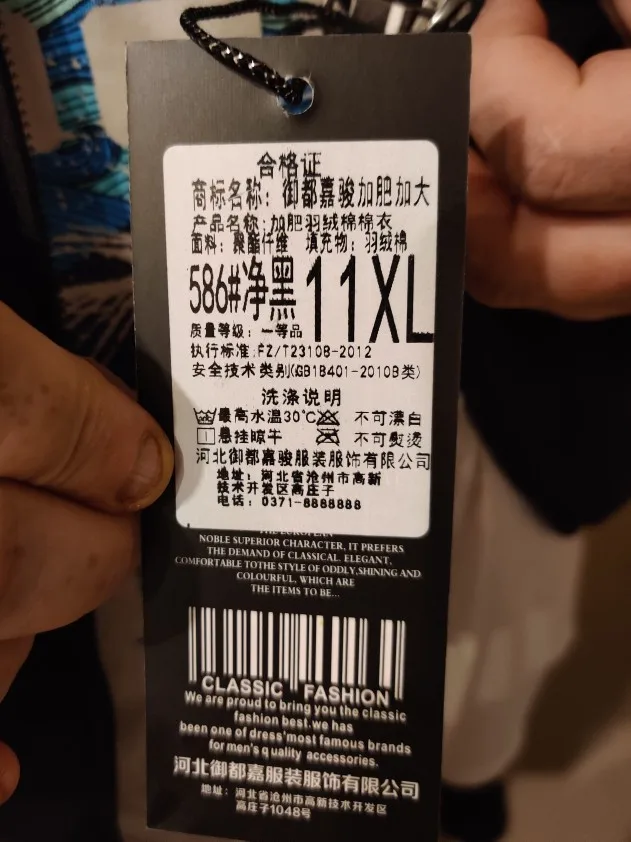 合格证
商标名称：御都嘉骏加肥加大
产品名称：加肥羽绒棉棉衣
面料：聚酯纤维 填充物：羽绒棉
586#净黑 11XL
质量等级：一等品
执行标准：FZ/T23108-2012
安全技术类别(GB18401-2010B类)
洗涤说明
最高水温30℃ 不可漂白
悬挂晾牛 不可熨烫
河北御都嘉骏服装服饰有限公司
地址：河北省沧州市高新
技术开发区高庄子
电话：0371-8888888
THE EUROPEAN
NOBLE SUPERIOR CHARACTER, IT PREFERS
THE DEMAND OF CLASSICAL. ELEGANT,
COMFORTABLE TOTHE STYLE OF ODDLY,SHINING AND
COLOURFUL, WHICH ARE
THE ITEMS TO BE...
CLASSIC FASHION
We are proud to bring you the classic
fashion best.we has
been one of dress'most famous brands
for men's quality accessories.
河北御都嘉服装服饰有限公司
地址：河北省沧州市高新技术开发区
高庄子1048号